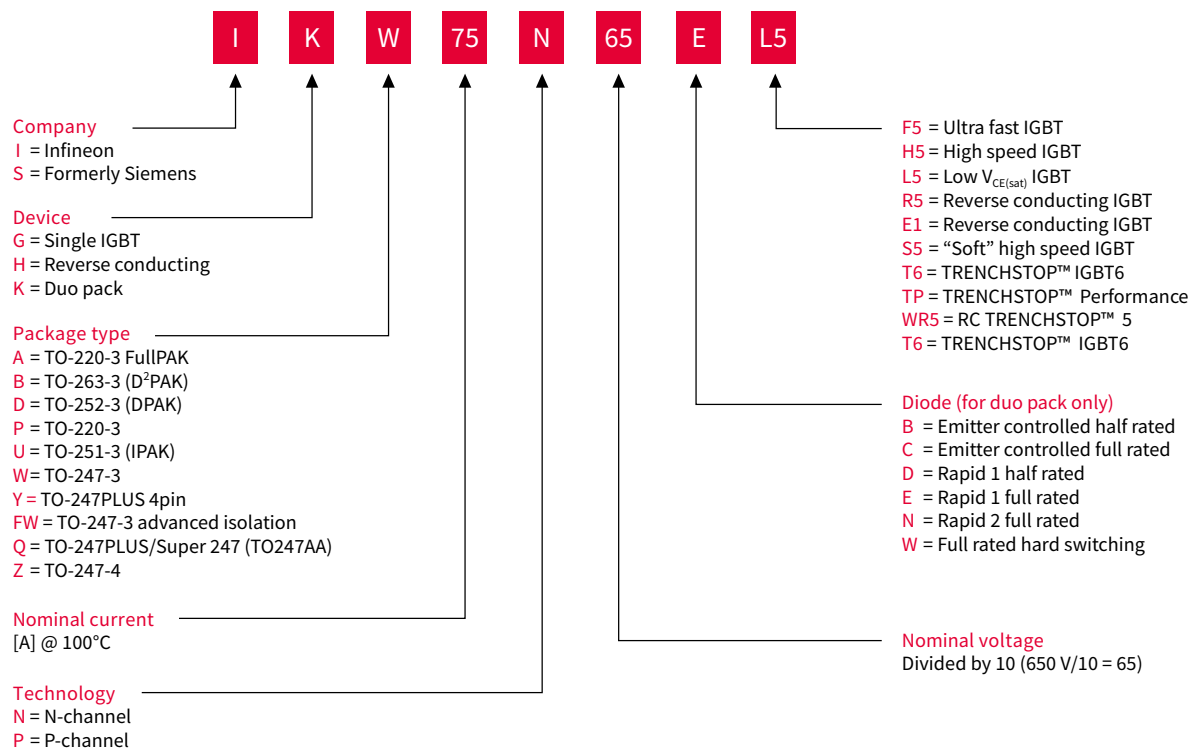 I K W 75 N 65 E L5
Company
I = Infineon
S = Formerly Siemens
Device
G = Single IGBT
H = Reverse conducting
K = Duo pack
Package type
A = TO-220-3 FullPAK
B = TO-263-3 (D²PAK)
D = TO-252-3 (DPAK)
P = TO-220-3
U = TO-251-3 (IPAK)
W= TO-247-3
Y = TO-247PLUS 4pin
FW = TO-247-3 advanced isolation
Q = TO-247PLUS/Super 247 (TO247AA)
Z = TO-247-4
Nominal current
[A] @ 100°C
Technology
N = N-channel
P = P-channel
F5 = Ultra fast IGBT
H5 = High speed IGBT
L5 = Low VCE(sat) IGBT
R5 = Reverse conducting IGBT
E1 = Reverse conducting IGBT
S5 = “Soft” high speed IGBT
T6 = TRENCHSTOP™ IGBT6
TP = TRENCHSTOP™ Performance
WR5 = RC TRENCHSTOP™ 5
T6 = TRENCHSTOP™ IGBT6
Diode (for duo pack only)
B = Emitter controlled half rated
C = Emitter controlled full rated
D = Rapid 1 half rated
E = Rapid 1 full rated
N = Rapid 2 full rated
W = Full rated hard switching
Nominal voltage
Divided by 10 (650 V/10 = 65)